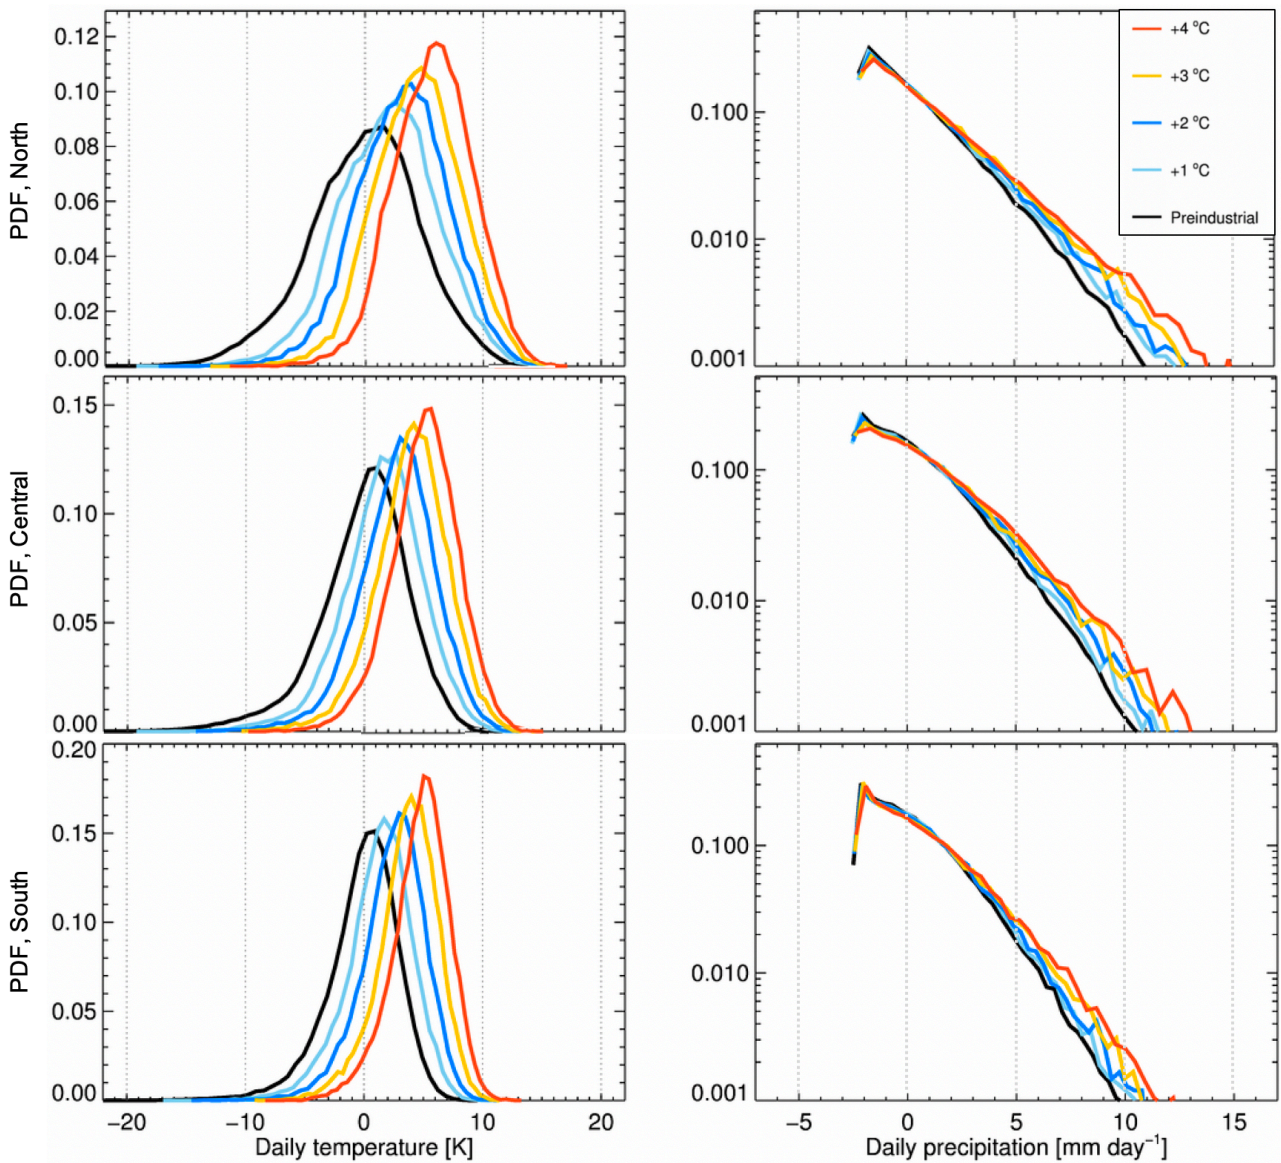 PDF, North
0.12
0.10
0.08
0.06
0.04
0.02
0.00
0.100
0.010
0.001
+4 ºC
+3 ºC
+2 ºC
+1 ºC
Preindustrial
PDF, Central
0.15
0.10
0.05
0.00
0.100
0.010
0.001
PDF, South
0.20
0.15
0.10
0.05
0.00
−20 −10 0 10 20
Daily temperature [K]
0.100
0.010
0.001
−5 0 5 10 15
Daily precipitation [mm day⁻¹]